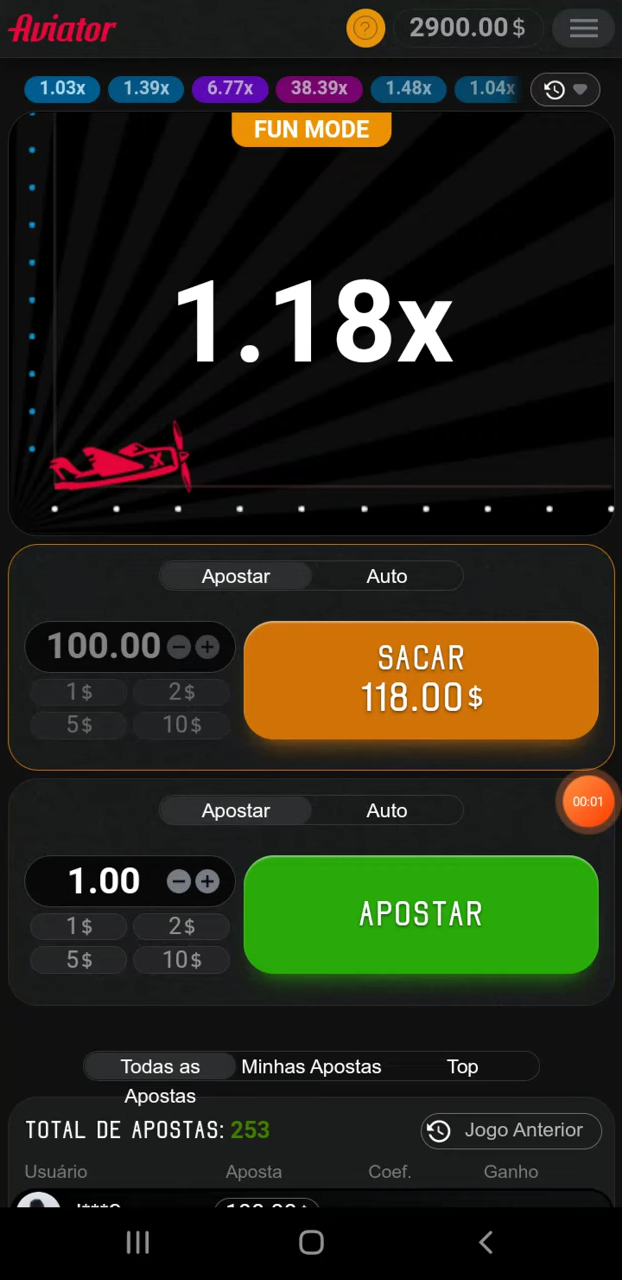 Aviator
2900.00 $
1.03x 1.39x 6.77x 38.39x 1.48x 1.04x
FUN MODE
1.18x
Apostar Auto
100.00
SACAR
118.00$
1$ 2$
5$ 10$
Apostar Auto
00:01
1.00
APOSTAR
1$ 2$
5$ 10$
Todas as Apostas
Minhas Apostas
Top
TOTAL DE APOSTAS: 253
Jogo Anterior
Usuário Aposta Coef. Ganho